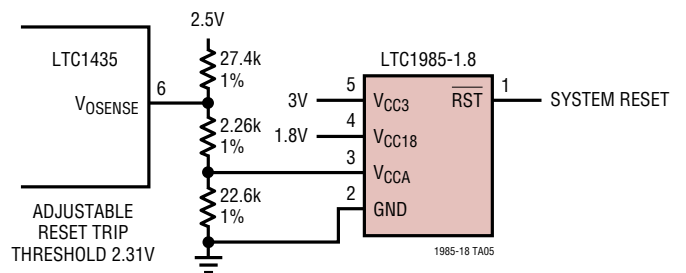 2.5V
LTC1435
27.4k
1%
LTC1985-1.8
6
VOSENSE
5
1
3V
VCC3
RST
SYSTEM RESET
2.26k
1%
4
1.8V
VCC18
3
VCCA
22.6k
1%
2
GND
ADJUSTABLE
RESET TRIP
THRESHOLD 2.31V
1985-18 TA05